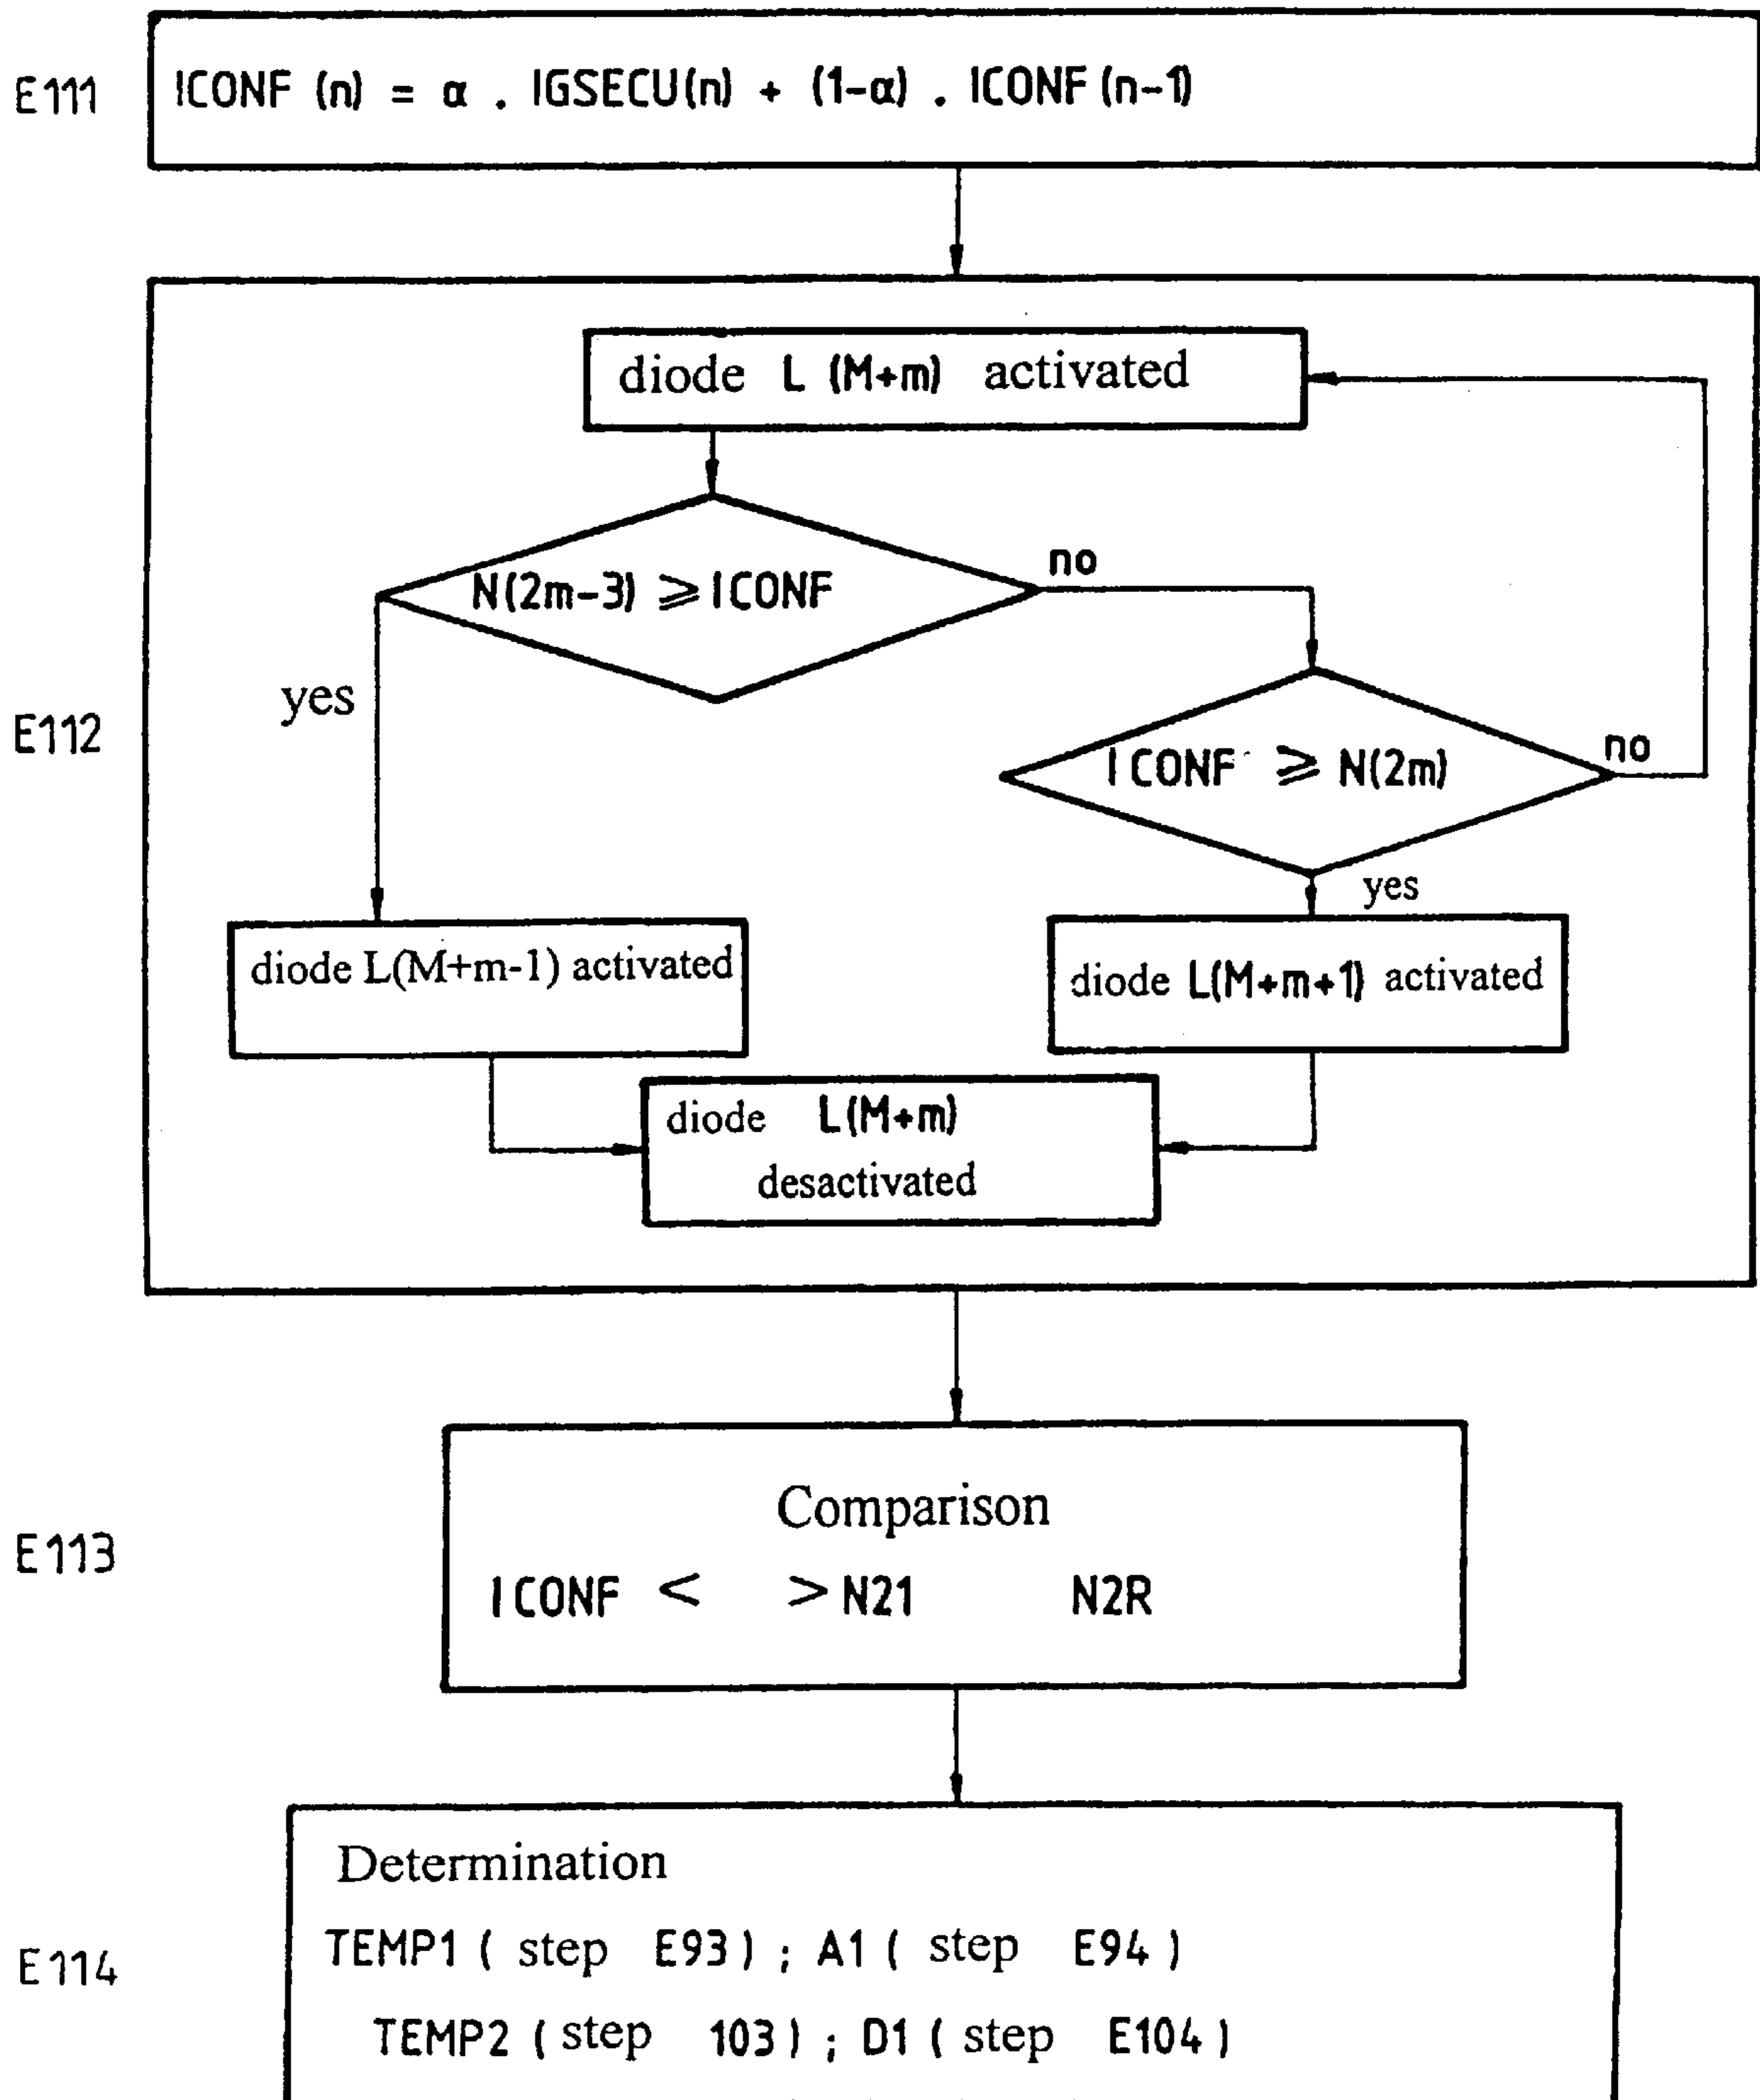 E111
ICONF (n) = α . IGSECU(n) + (1-α) . ICONF(n-1)
diode L (M+m) activated
N(2m-3) ⩾ ICONF
no
yes
E112
ICONF ⩾ N(2m)
no
yes
diode L(M+m-1) activated
diode L(M+m+1) activated
diode L(M+m)
desactivated
E113
Comparison
ICONF < > N21 N2R
E114
Determination
TEMP1 ( step E93 ) ; A1 ( step E94 )
TEMP2 ( step 103 ) ; D1 ( step E104 )